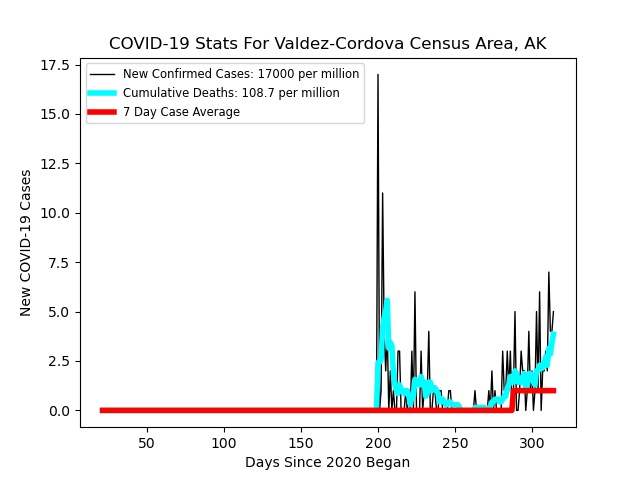 COVID-19 Stats For Valdez-Cordova Census Area, AK
New Confirmed Cases: 17000 per million
Cumulative Deaths: 108.7 per million
7 Day Case Average
17.5
15.0
12.5
10.0
7.5
5.0
2.5
0.0
New COVID-19 Cases
50 100 150 200 250 300
Days Since 2020 Began